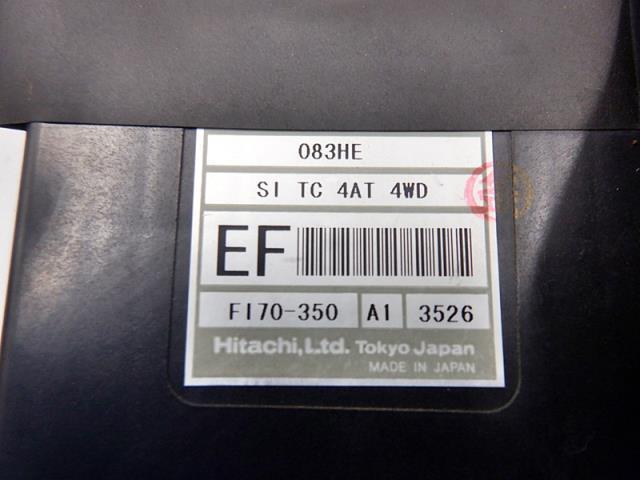 083HE
SI TC 4AT 4WD
EF
FI70-350 A1 3526
Hitachi,Ltd. Tokyo Japan
MADE IN JAPAN